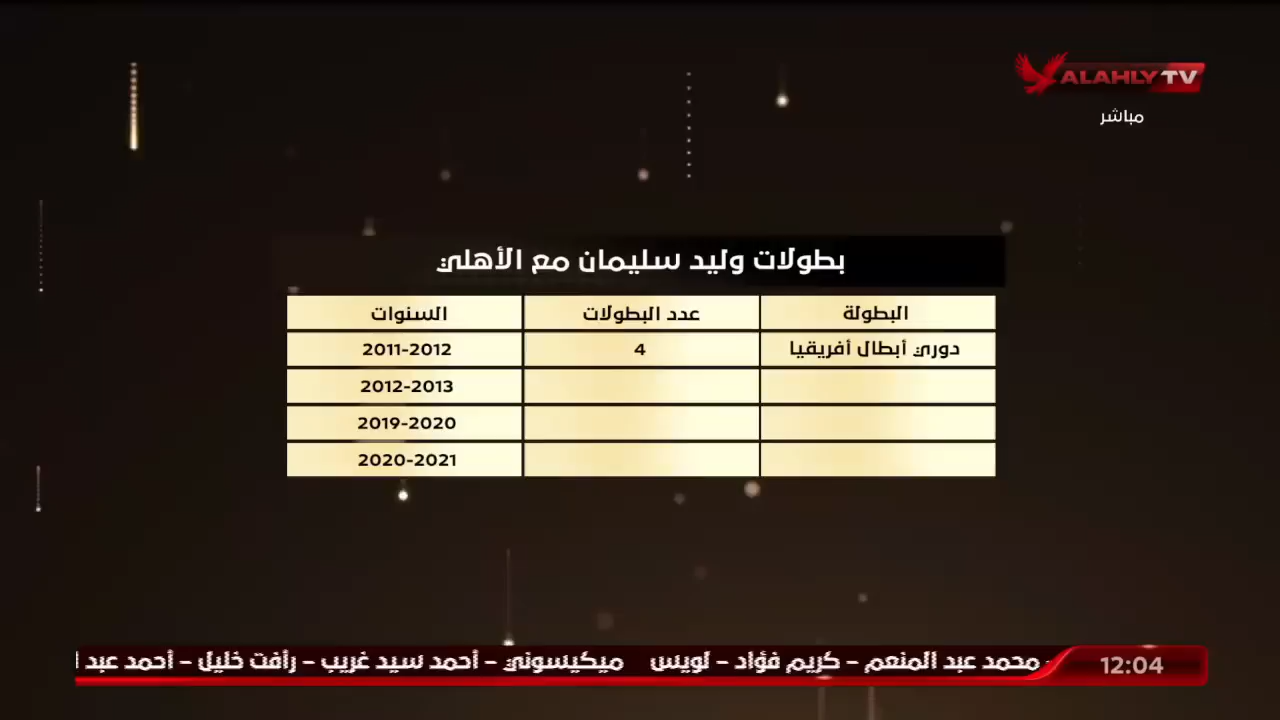 ALAHLY TV
مباشر
بطولات وليد سليمان مع الأهلي
البطولة عدد البطولات السنوات
دوري أبطال أفريقيا 4 2011-2012
2012-2013
2019-2020
2020-2021
12:04
- محمد عبد المنعم - كريم فؤاد - لويس ميكيسوني - أحمد سيد غريب - رأفت خليل - أحمد عبد ا